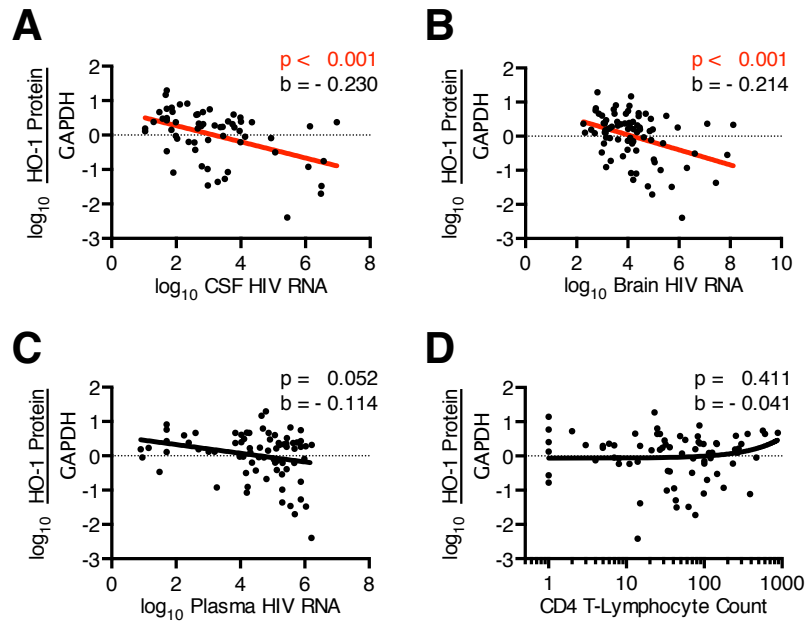 A
p < 0.001
b = - 0.230
log10 HO-1 Protein
GAPDH
2
1
0
-1
-2
-3
0 2 4 6 8
log10 CSF HIV RNA
B
p < 0.001
b = - 0.214
log10 HO-1 Protein
GAPDH
2
1
0
-1
-2
-3
0 2 4 6 8 10
log10 Brain HIV RNA
C
p = 0.052
b = - 0.114
log10 HO-1 Protein
GAPDH
2
1
0
-1
-2
-3
0 2 4 6 8
log10 Plasma HIV RNA
D
p = 0.411
b = - 0.041
log10 HO-1 Protein
GAPDH
2
1
0
-1
-2
-3
1 10 100 1000
CD4 T-Lymphocyte Count